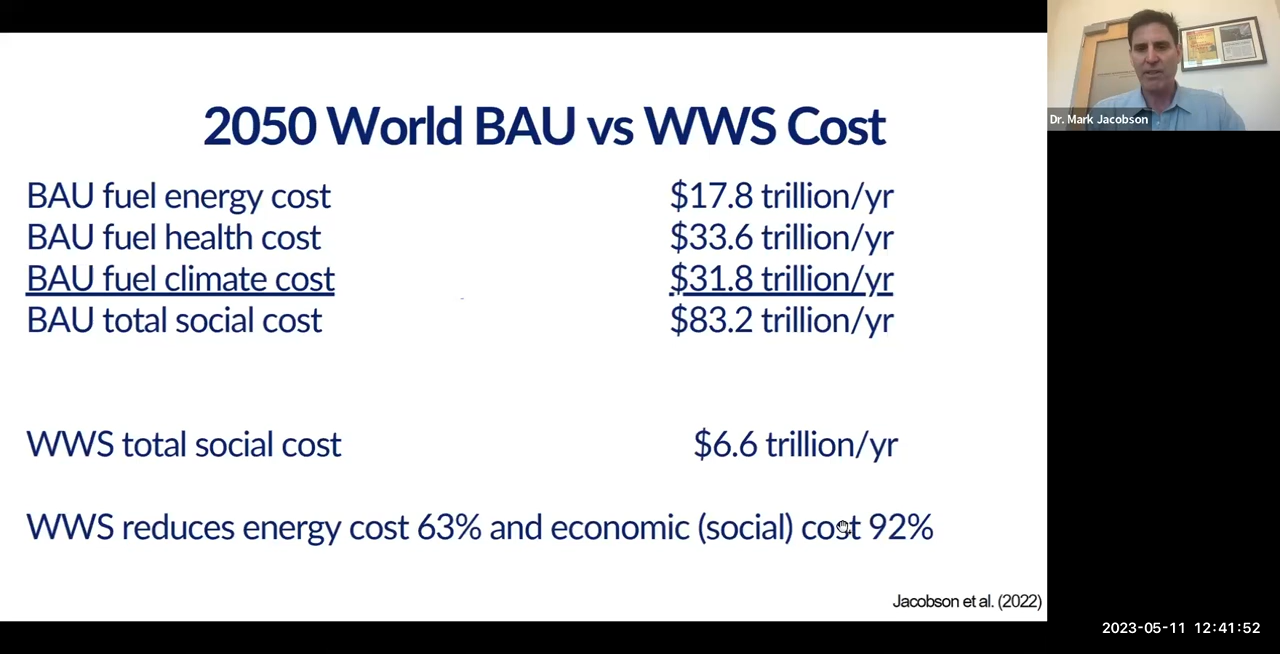 2050 World BAU vs WWS Cost
BAU fuel energy cost $17.8 trillion/yr
BAU fuel health cost $33.6 trillion/yr
BAU fuel climate cost $31.8 trillion/yr
BAU total social cost $83.2 trillion/yr
WWS total social cost $6.6 trillion/yr
WWS reduces energy cost 63% and economic (social) cost 92%
Jacobson et al. (2022)
Dr. Mark Jacobson
2023-05-11 12:41:52